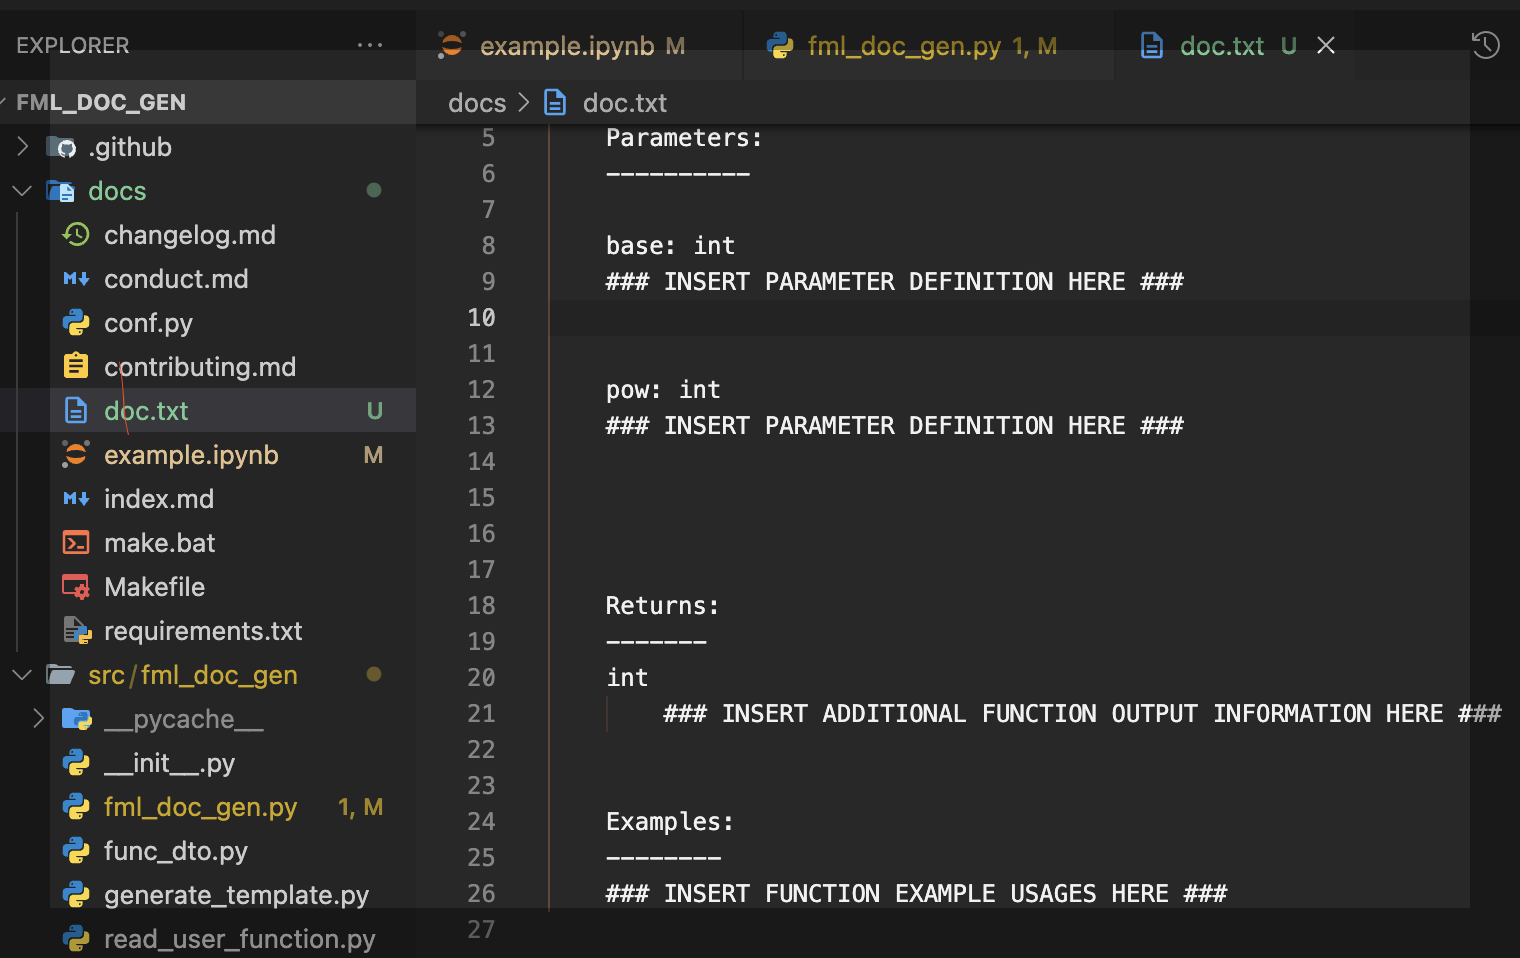 EXPLORER
FML_DOC_GEN
.github
docs
changelog.md
conduct.md
conf.py
contributing.md
doc.txt U
example.ipynb M
index.md
make.bat
Makefile
requirements.txt
src/fml_doc_gen
__pycache__
__init__.py
fml_doc_gen.py 1, M
func_dto.py
generate_template.py
read_user_function.py
example.ipynb M
fml_doc_gen.py 1, M
doc.txt U
docs > doc.txt
5 Parameters:
6 ----------
7
8 base: int
9 ### INSERT PARAMETER DEFINITION HERE ###
10
11
12 pow: int
13 ### INSERT PARAMETER DEFINITION HERE ###
14
15
16
17
18 Returns:
19 -------
20 int
21 ### INSERT ADDITIONAL FUNCTION OUTPUT INFORMATION HERE ###
22
23
24 Examples:
25 --------
26 ### INSERT FUNCTION EXAMPLE USAGES HERE ###
27